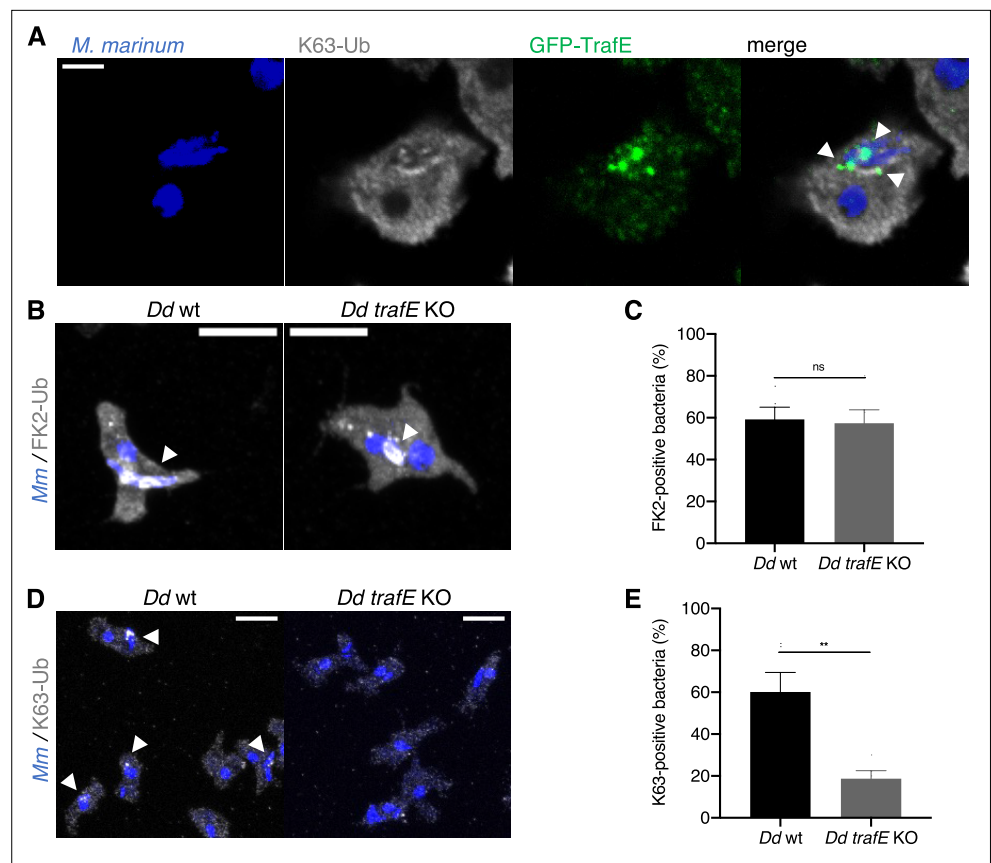 A
M. marinum K63-Ub GFP-TrafE merge
B
Dd wt Dd trafE KO
Mm / FK2-Ub
C
FK2-positive bacteria (%)
100
80
60
40
20
0
ns
Dd wt Dd trafE KO
D
Dd wt Dd trafE KO
Mm / K63-Ub
E
K63-positive bacteria (%)
100
80
60
40
20
0
**
Dd wt Dd trafE KO